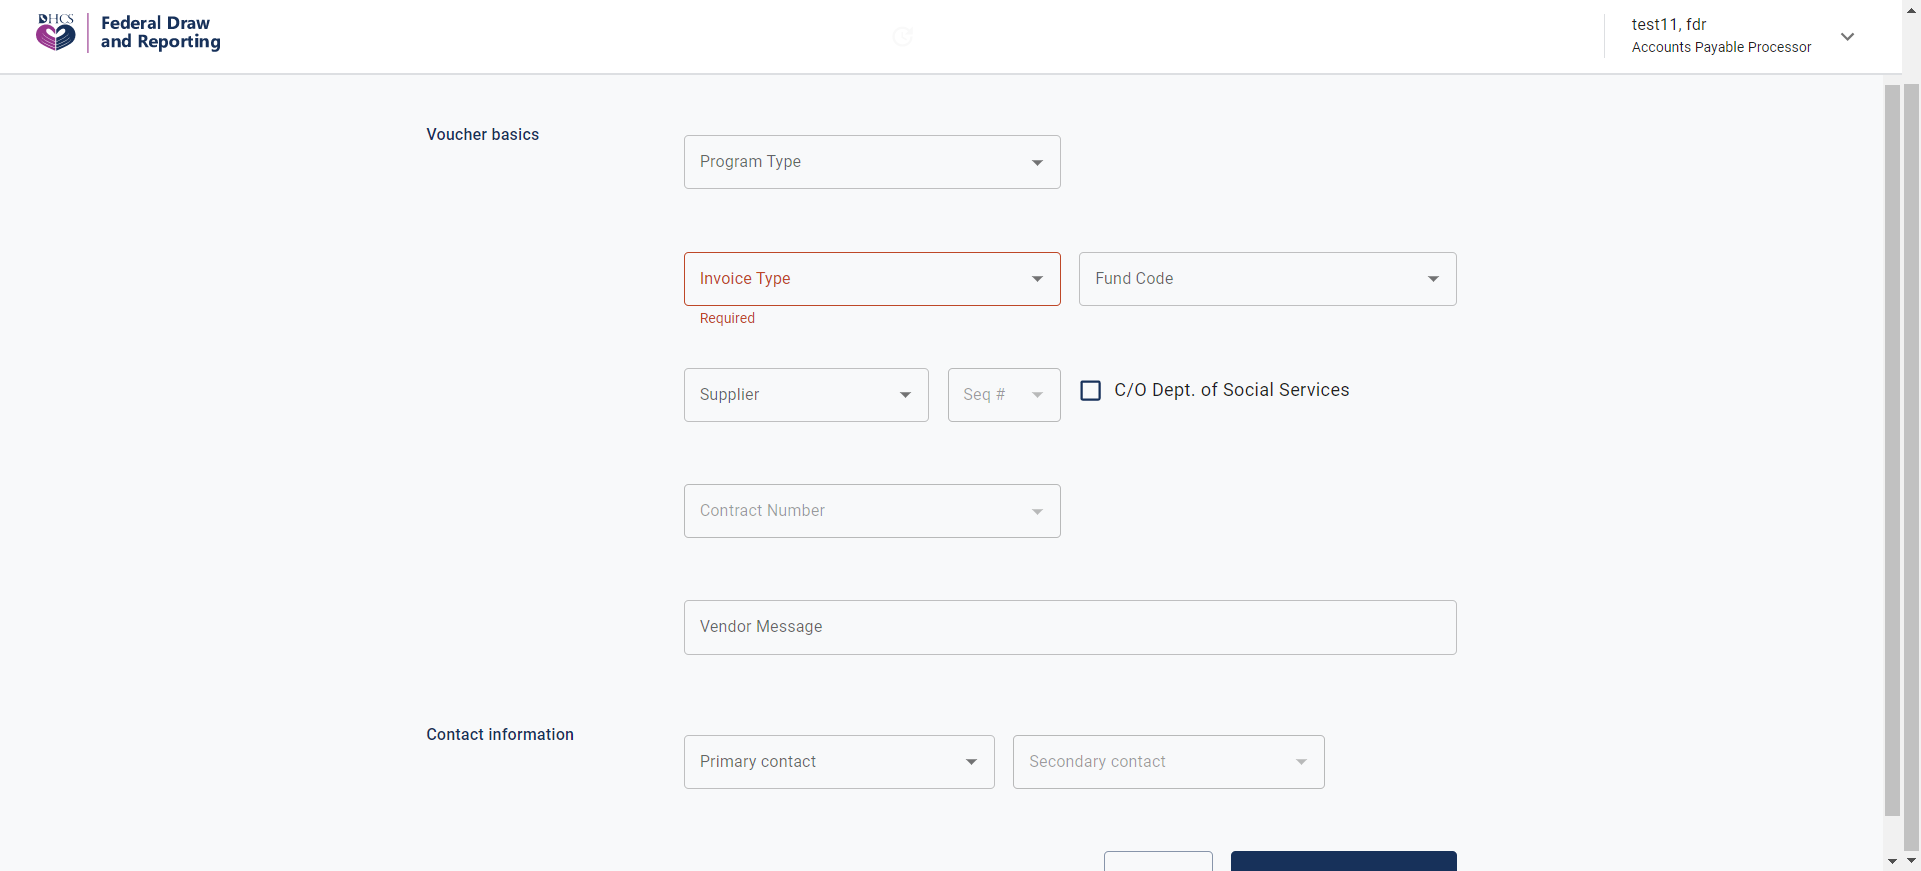 DHCS
Federal Draw
and Reporting
test11, fdr
Accounts Payable Processor
Voucher basics
Program Type
Invoice Type
Fund Code
Required
Supplier
Seq #
C/O Dept. of Social Services
Contract Number
Vendor Message
Contact information
Primary contact
Secondary contact